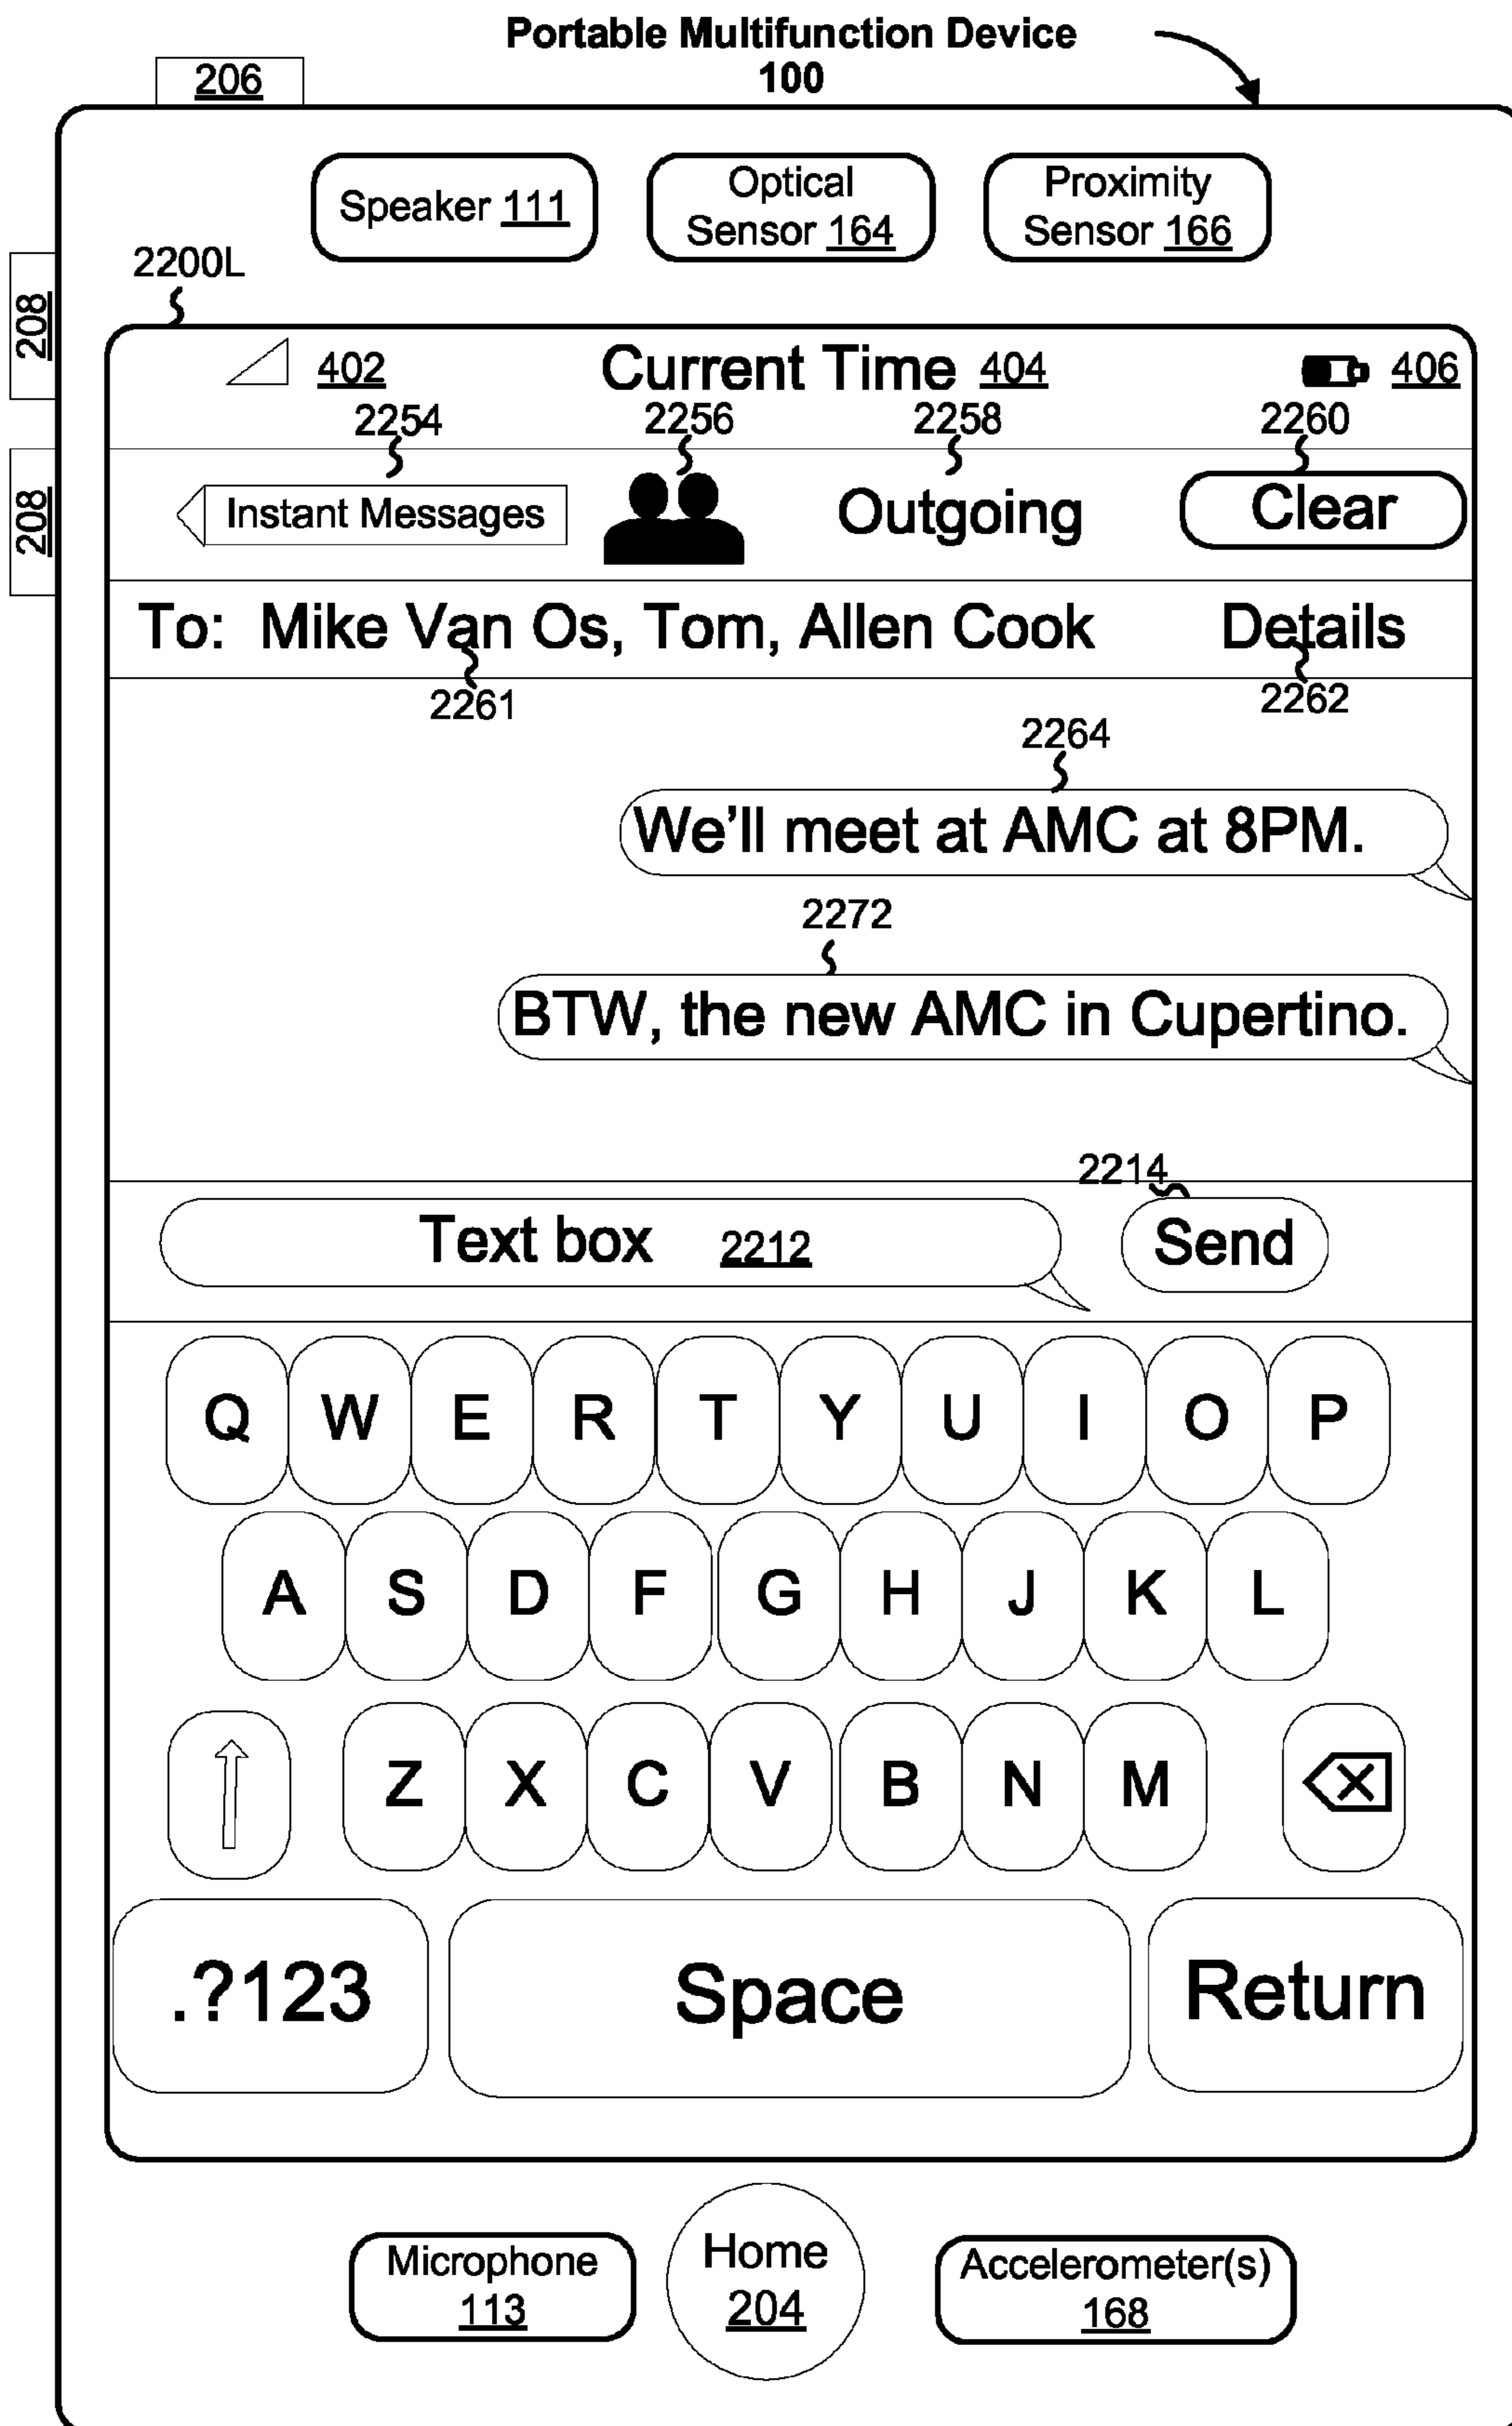 Portable Multifunction Device
100
206
Speaker 111
Optical
Sensor 164
Proximity
Sensor 166
2200L
208
208
402
Current Time 404
406
2254
2256
2258
2260
Instant Messages
Outgoing
Clear
To: Mike Van Os, Tom, Allen Cook
Details
2261
2262
2264
We'll meet at AMC at 8PM.
2272
BTW, the new AMC in Cupertino.
2214
Text box 2212
Send
Q W E R T Y U I O P
A S D F G H J K L
Z X C V B N M
.?123
Space
Return
Microphone
113
Home
204
Accelerometer(s)
168